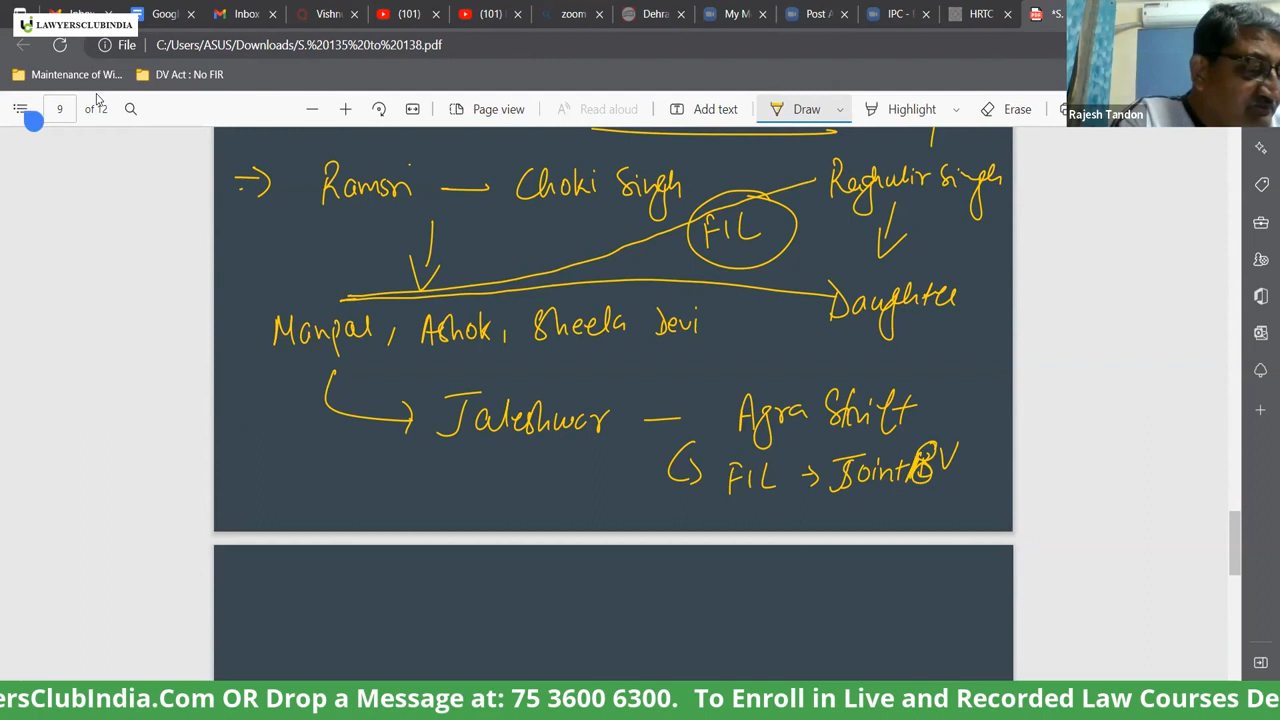 LAWYERSCLUBINDIA
Googl
Inbox
Vishn
(101)
(101)
Dehra
My M
Post
IPC
HRTC
*S.
File
C:/Users/ASUS/Downloads/S.%20135%20to%20138.pdf
Maintenance of Wi...
DV Act : No FIR
9 of 12
Page view
Read aloud
Add text
Draw
Highlight
Erase
Rajesh Tandon
Ramsri — Choki Singh
Raghubir Singh
FIL
Manpal, Ashok, Sheela Devi
Daughter
Jaleshwar — Agra Shift
FIL → Joint
ersClubIndia.Com OR Drop a Message at: 75 3600 6300. To Enroll in Live and Recorded Law Courses De